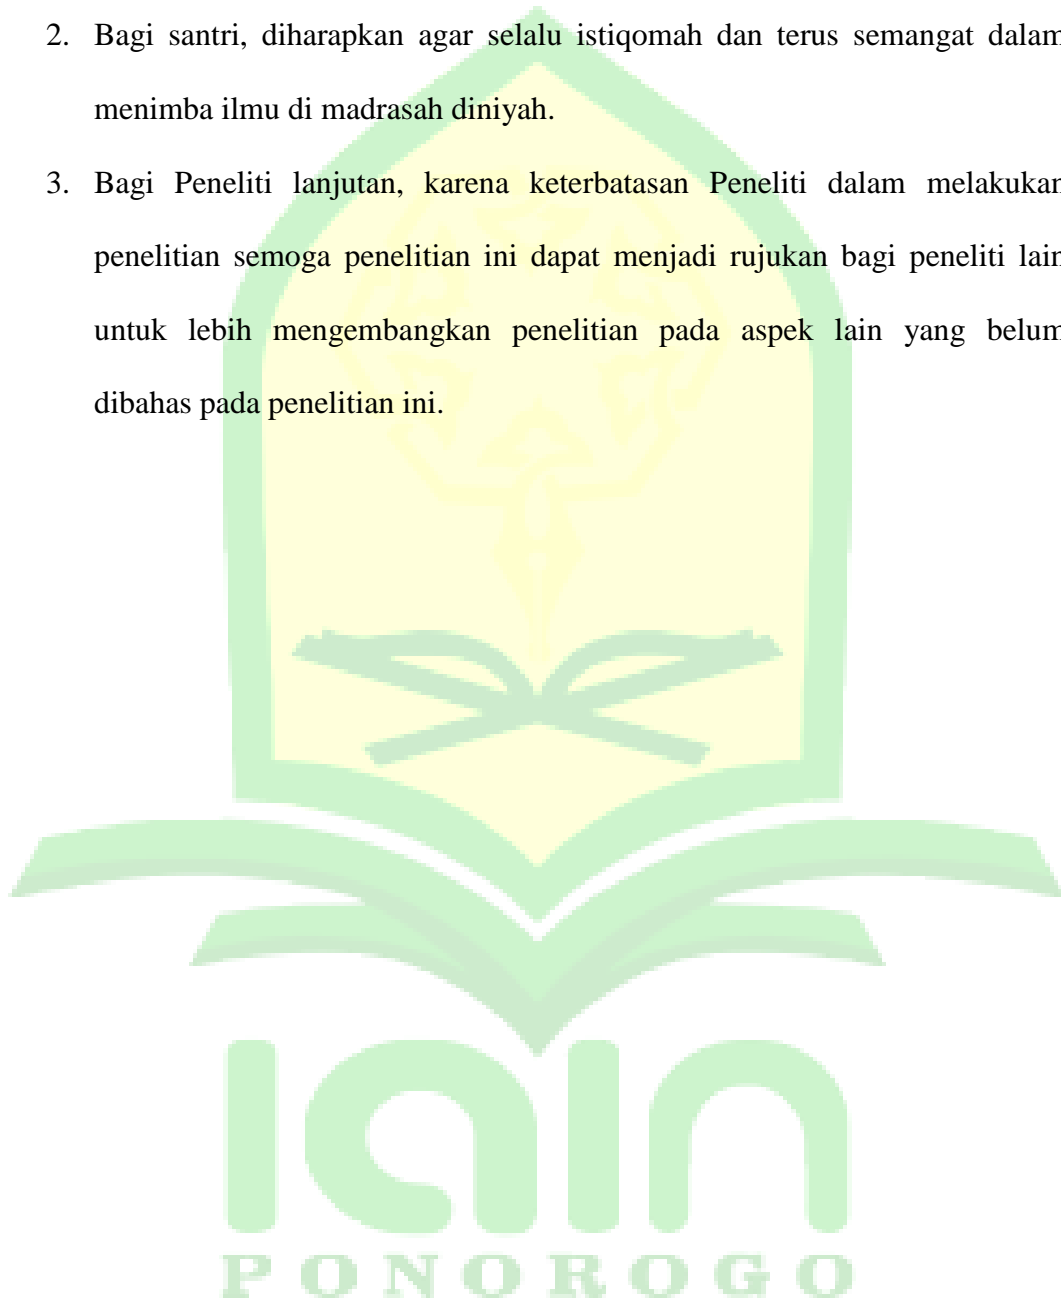 2. Bagi santri, diharapkan agar selalu istiqomah dan terus semangat dalam
menimba ilmu di madrasah diniyah.
3. Bagi Peneliti lanjutan, karena keterbatasan Peneliti dalam melakukan
penelitian semoga penelitian ini dapat menjadi rujukan bagi peneliti lain
untuk lebih mengembangkan penelitian pada aspek lain yang belum
dibahas pada penelitian ini.
iain
PONOROGO